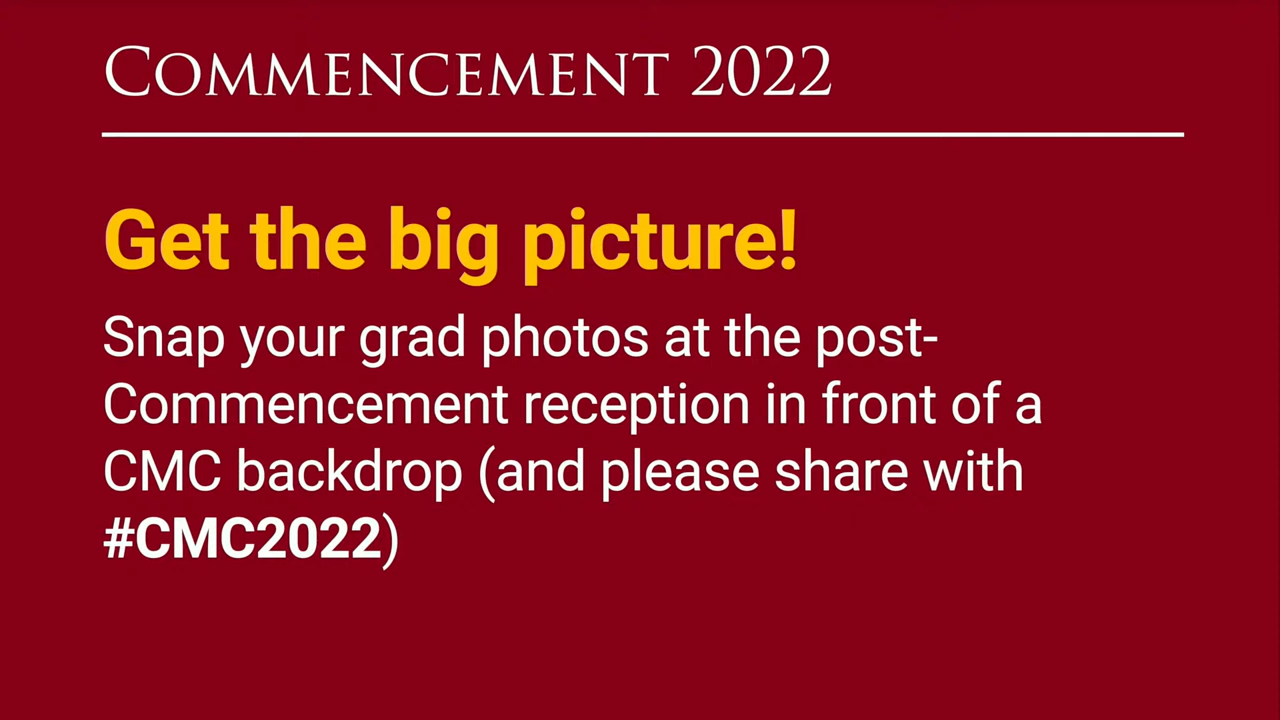 Commencement 2022
Get the big picture!
Snap your grad photos at the post-
Commencement reception in front of a
CMC backdrop (and please share with
#CMC2022)